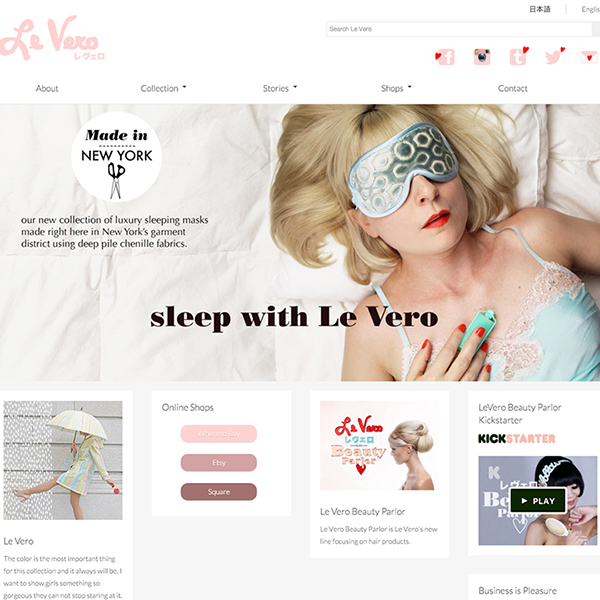 日本語
Englis
Search Le Vero
Le Vero
レヴェロ
About
Collection
Stories
Shops
Contact
Made in
NEW YORK
our new collection of luxury sleeping masks
made right here in New York's garment
district using deep pile chenille fabrics.
sleep with Le Vero
Le Vero
The color is the most important thing
for this collection and it always will be. I
want to show girls something so
gorgeous they can not stop staring at it.
Online Shops
Etsy
Square
Le Vero
レヴェロ
Beauty
Parlor
Le Vero Beauty Parlor
Le Vero Beauty Parlor is Le Vero's new
line focusing on hair products.
LeVero Beauty Parlor
Kickstarter
KICKSTARTER
K
レヴェロ
PLAY
Business is Pleasure